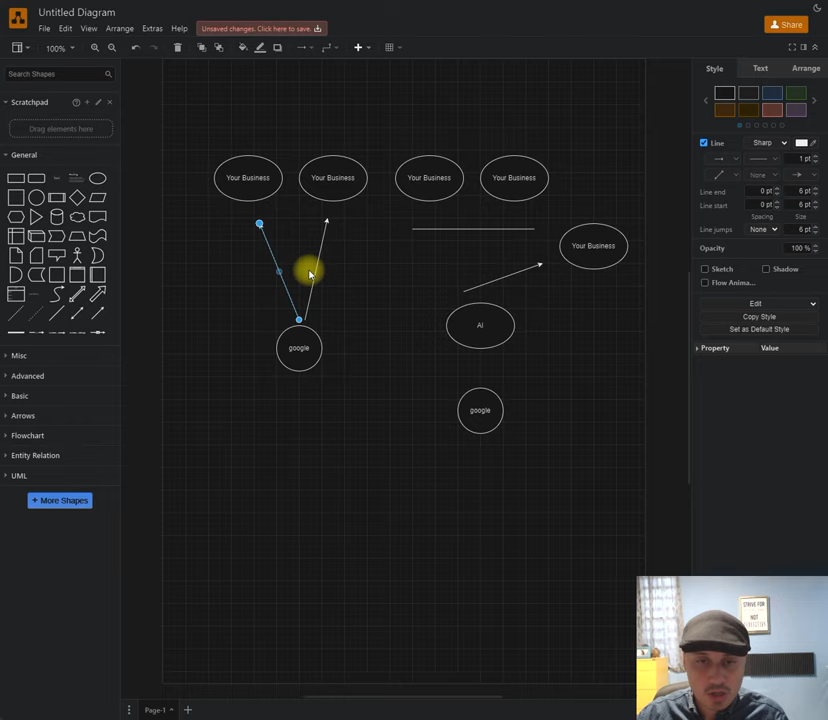 Untitled Diagram
File Edit View Arrange Extras Help
Unsaved changes. Click here to save.
Share
100%
Search Shapes
Scratchpad
Drag elements here
General
Misc
Advanced
Basic
Arrows
Flowchart
Entity Relation
UML
+ More Shapes
Your Business
Your Business
Your Business
Your Business
Your Business
AI
google
google
Style Text Arrange
Line Sharp
1 pt
None
Line end 0 pt 6 pt
Line start 0 pt 6 pt
Spacing Size
Line jumps None 6 pt
Opacity 100 %
Sketch Shadow
Flow Anima...
Edit
Copy Style
Set as Default Style
Property Value
STRIVE FOR
NOT
Page-1